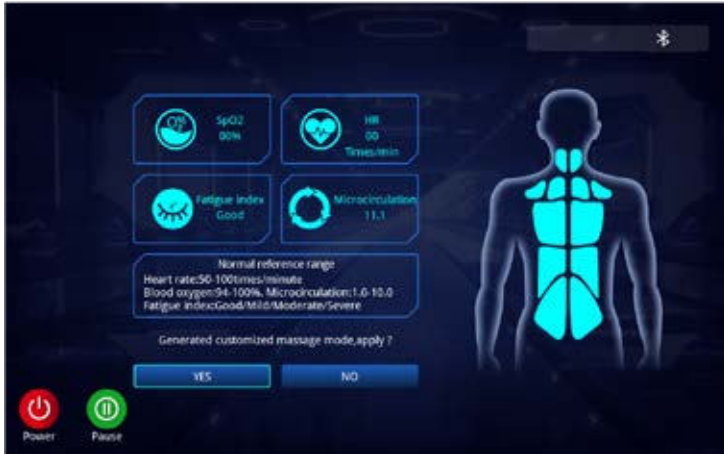 SpO2
00%
HR
00
Times/min
Fatigue Index
Good
Microcirculation
11.1
Normal reference range
Heart rate:50-100times/minute
Blood oxygen:94-100%, Microcirculation:1.0-10.0
Fatigue index:Good/Mild/Moderate/Severe
Generated customized massage mode,apply ?
YES
NO
Power
Pause